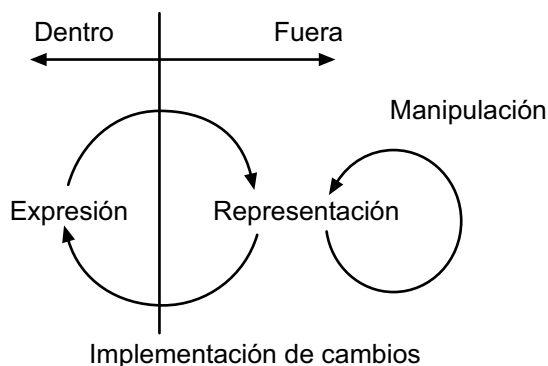 Dentro Fuera
Manipulación
Expresión Representación
Implementación de cambios